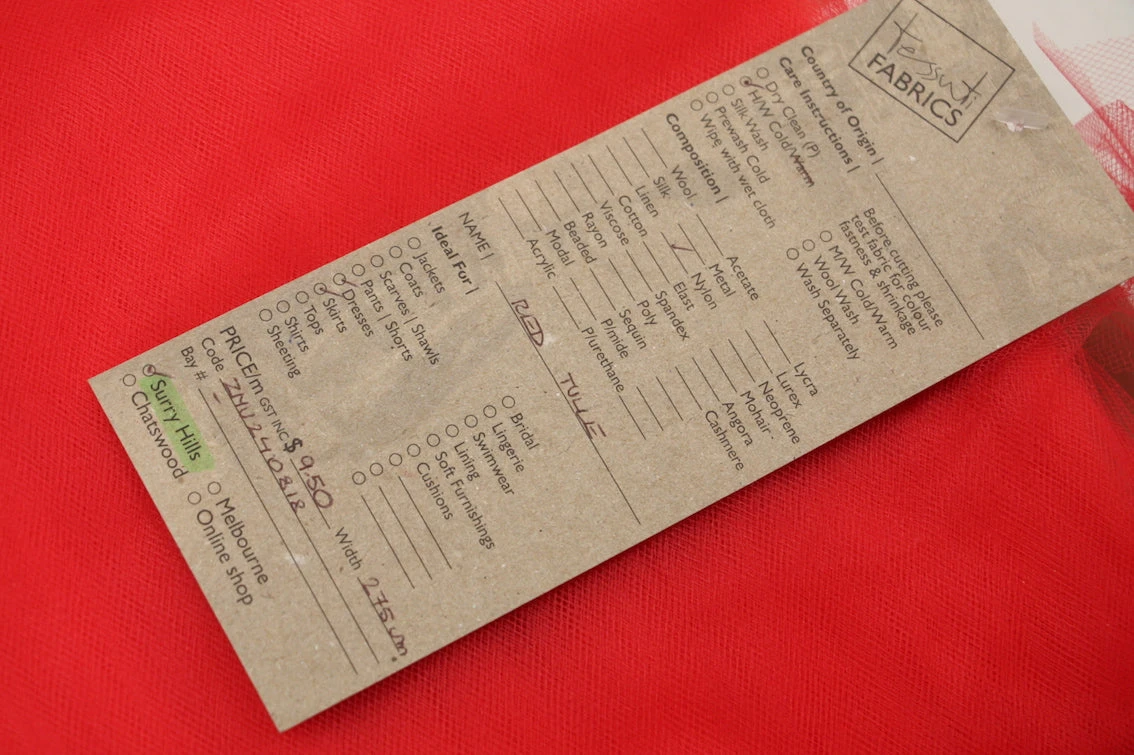 tessuti
FABRICS
Country of Origin |
Care Instructions |
Dry Clean (P)
H/W Cold/Warm
Silk Wash
Prewash Cold
Wipe with wet cloth
Before cutting please
test fabric for colour
fastness & shrinkage
M/W Cold/Warm
Wool Wash
Wash Separately
Composition |
Wool
Silk
Linen
Cotton
Viscose
Rayon
Beaded
Modal
Acrylic
Acetate
Metal
Nylon
Elast
Spandex
Poly
Sequin
P/mide
P/urethane
Lycra
Lurex
Neoprene
Mohair
Angora
Cashmere
NAME | RED TULLE
Ideal For |
Jackets
Coats
Scarves | Shawls
Pants | Shorts
Dresses
Skirts
Tops
Shirts
Sheeting
Bridal
Lingerie
Swimwear
Lining
Soft Furnishings
Cushions
PRICE/m GST INC $ 9.50 Width 275cm.
Code ZNV240818
Bay # -
Surry Hills
Chatswood
Melbourne
Online shop